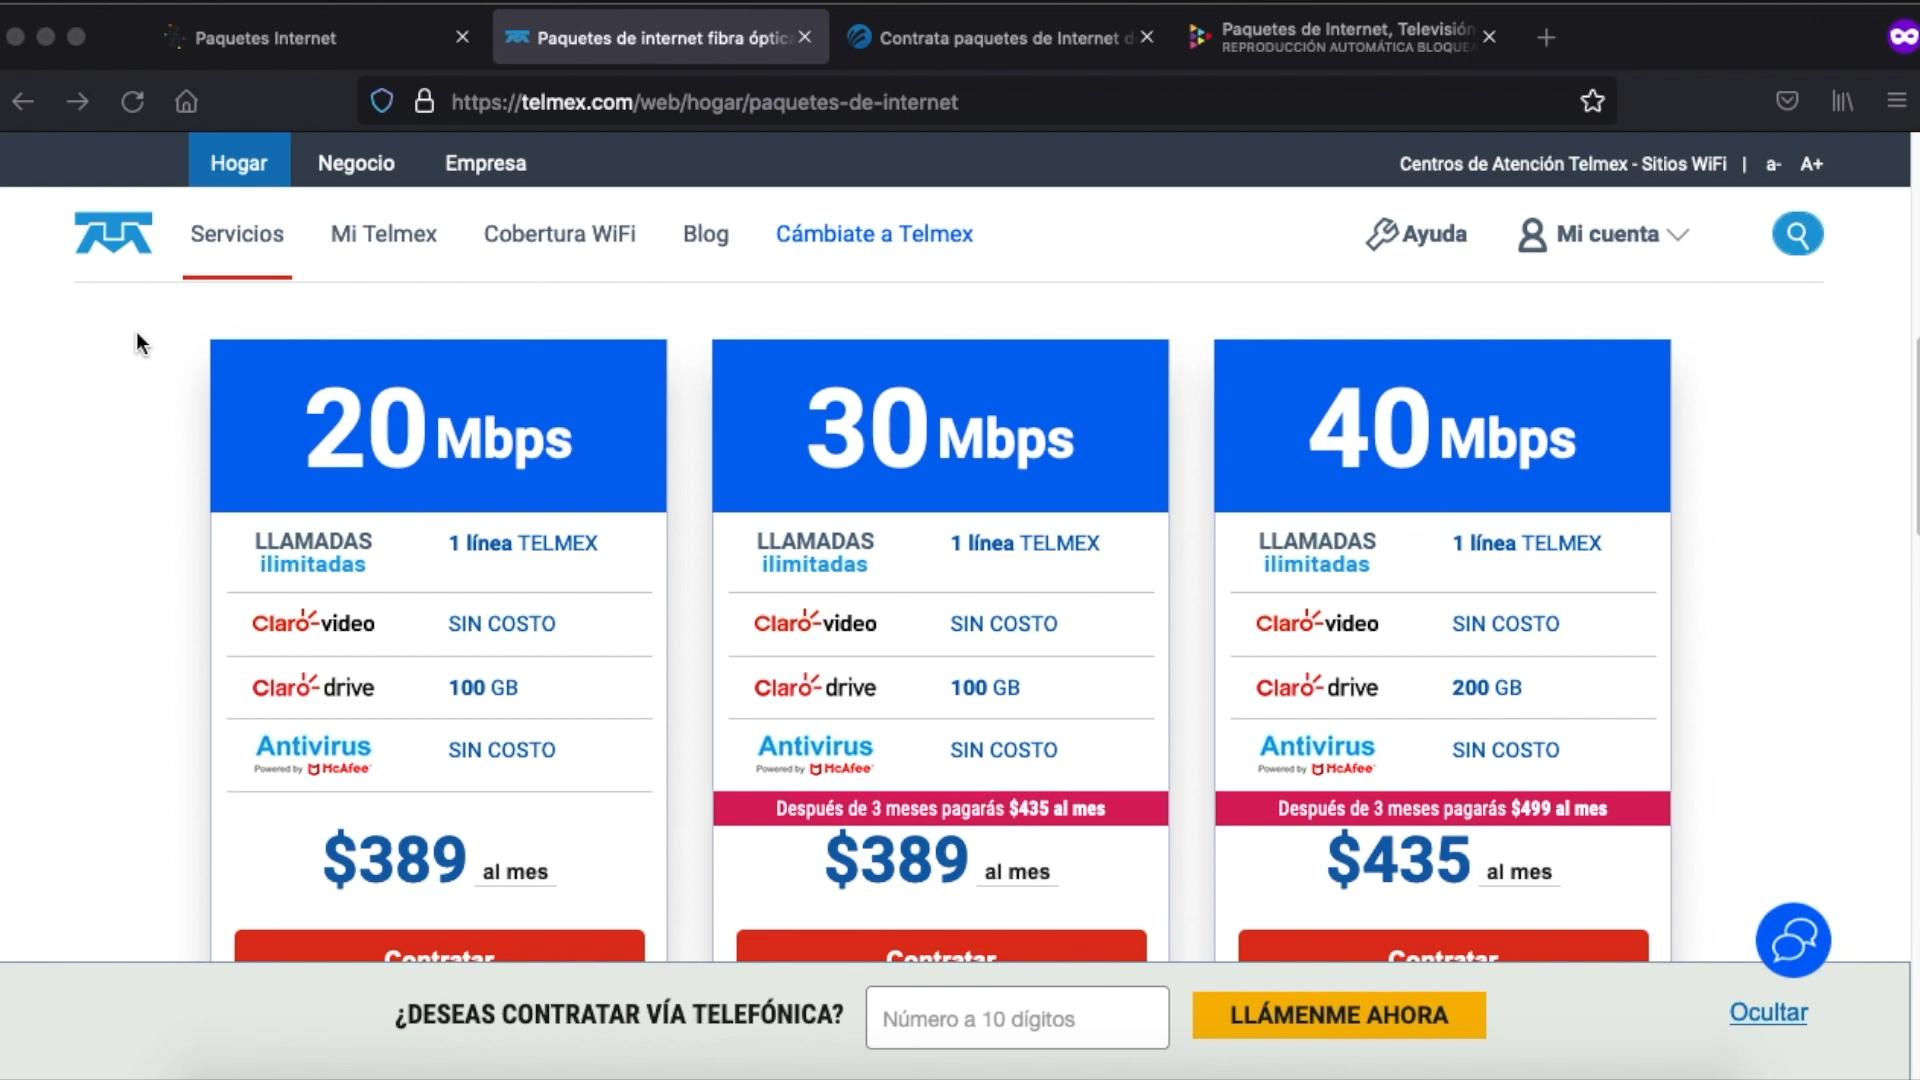 Paquetes Internet
Paquetes de internet fibra óptic
Contrata paquetes de Internet d
Paquetes de Internet, Televisión
REPRODUCCIÓN AUTOMÁTICA BLOQUEA
https://telmex.com/web/hogar/paquetes-de-internet
Hogar Negocio Empresa
Centros de Atención Telmex - Sitios WiFi | a- A+
Servicios Mi Telmex Cobertura WiFi Blog Cámbiate a Telmex
Ayuda Mi cuenta
20 Mbps
LLAMADAS ilimitadas 1 línea TELMEX
Claro-video SIN COSTO
Claro-drive 100 GB
Antivirus SIN COSTO
Powered by McAfee
$389 al mes
Contratar
30 Mbps
LLAMADAS ilimitadas 1 línea TELMEX
Claro-video SIN COSTO
Claro-drive 100 GB
Antivirus SIN COSTO
Powered by McAfee
Después de 3 meses pagarás $435 al mes
$389 al mes
Contratar
40 Mbps
LLAMADAS ilimitadas 1 línea TELMEX
Claro-video SIN COSTO
Claro-drive 200 GB
Antivirus SIN COSTO
Powered by McAfee
Después de 3 meses pagarás $499 al mes
$435 al mes
Contratar
¿DESEAS CONTRATAR VÍA TELEFÓNICA?
Número a 10 dígitos
LLÁMENME AHORA
Ocultar